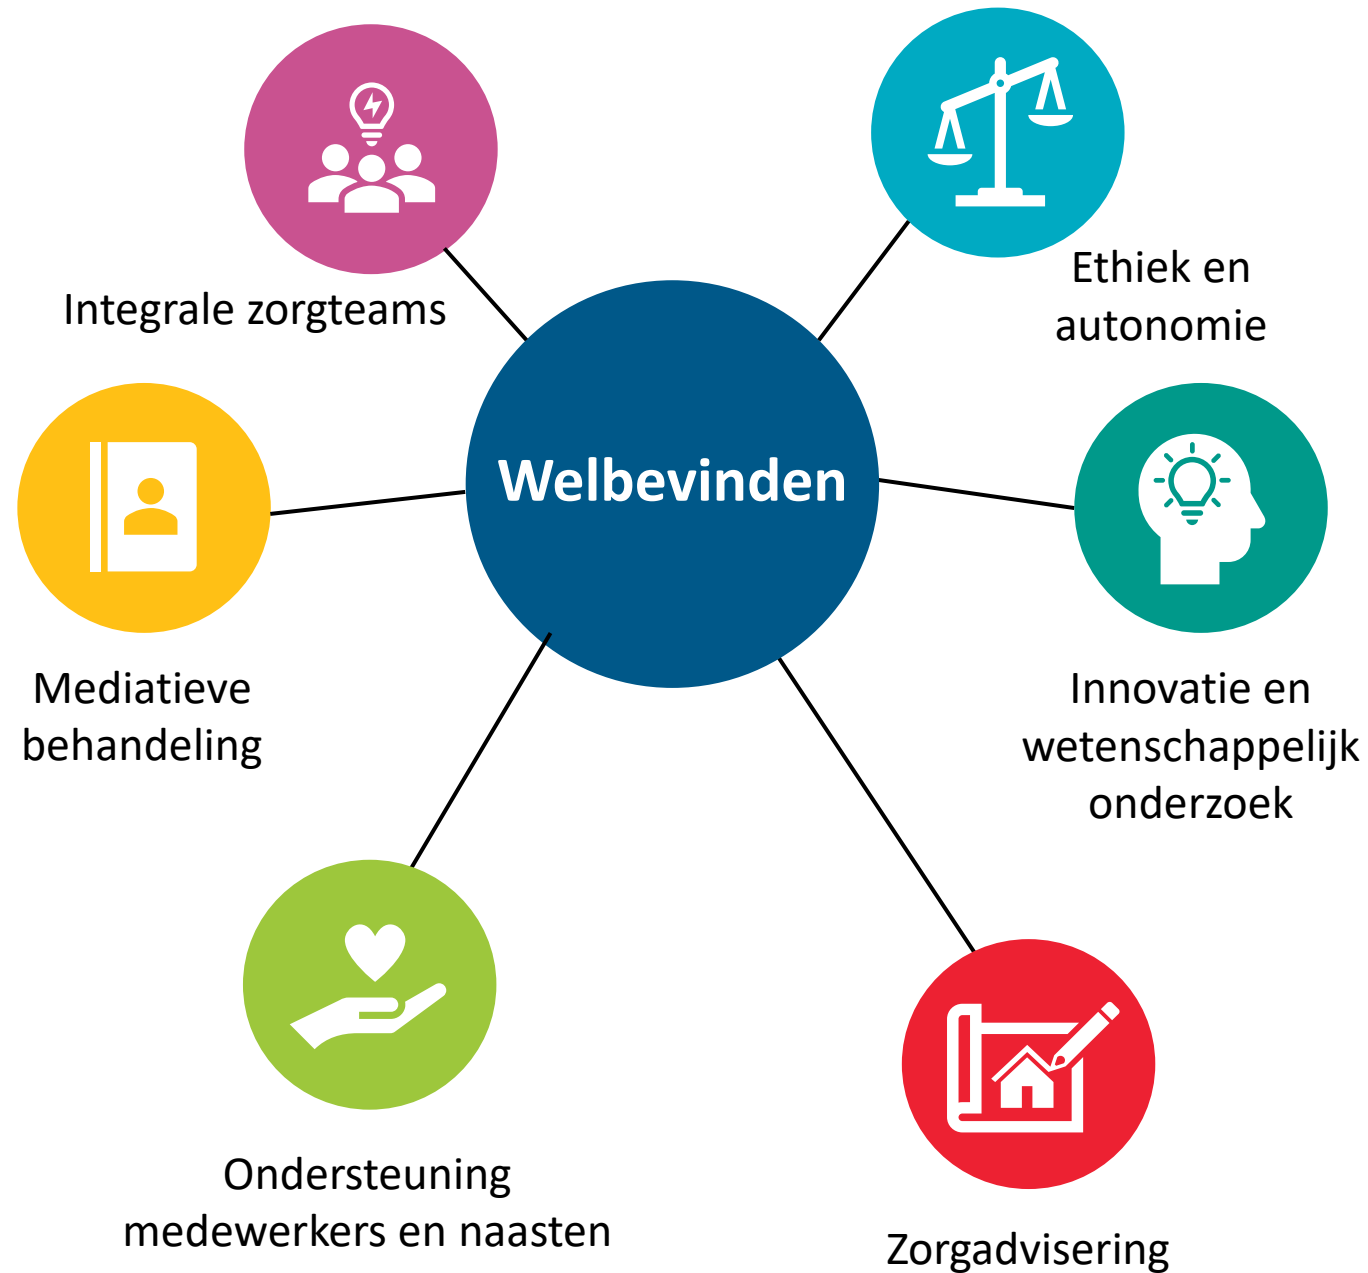 Integrale zorgteams
Ethiek en
autonomie
Welbevinden
Mediatieve
behandeling
Innovatie en
wetenschappelijk
onderzoek
Ondersteuning
medewerkers en naasten
Zorgadvisering